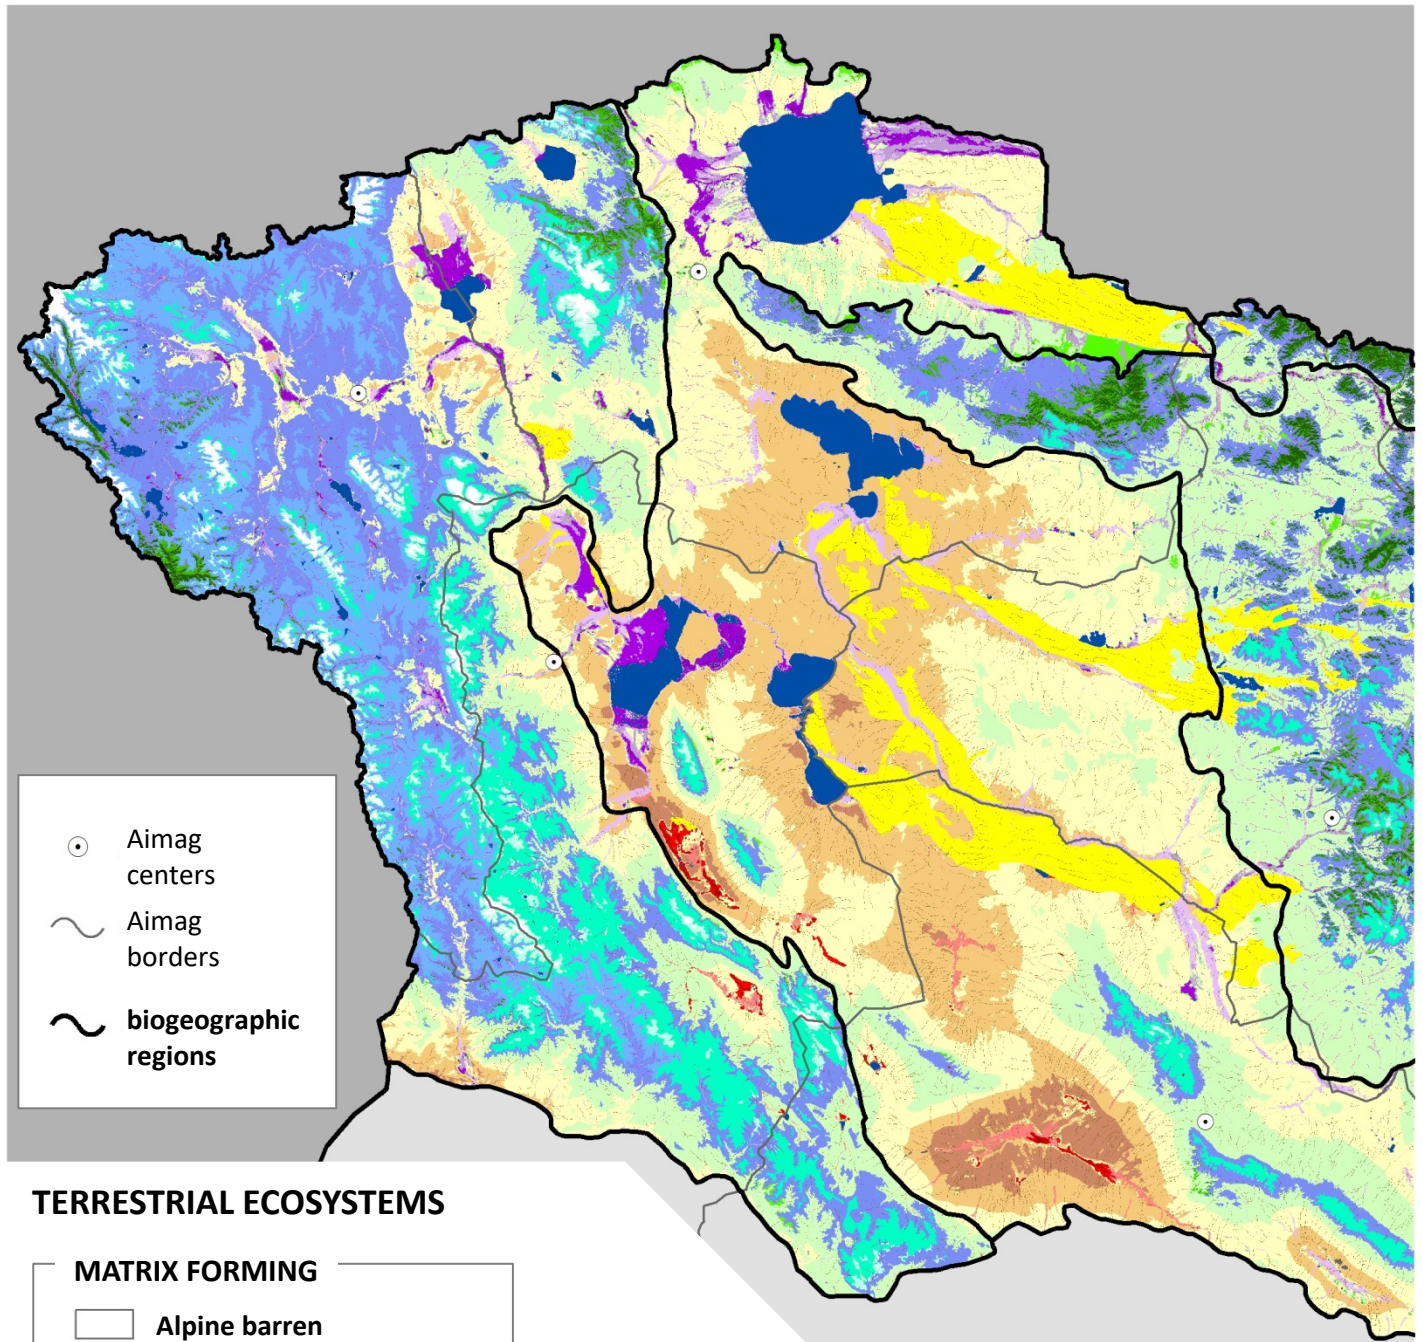 Aimag
centers
Aimag
borders
biogeographic
regions
TERRESTRIAL ECOSYSTEMS
MATRIX FORMING
Alpine barren